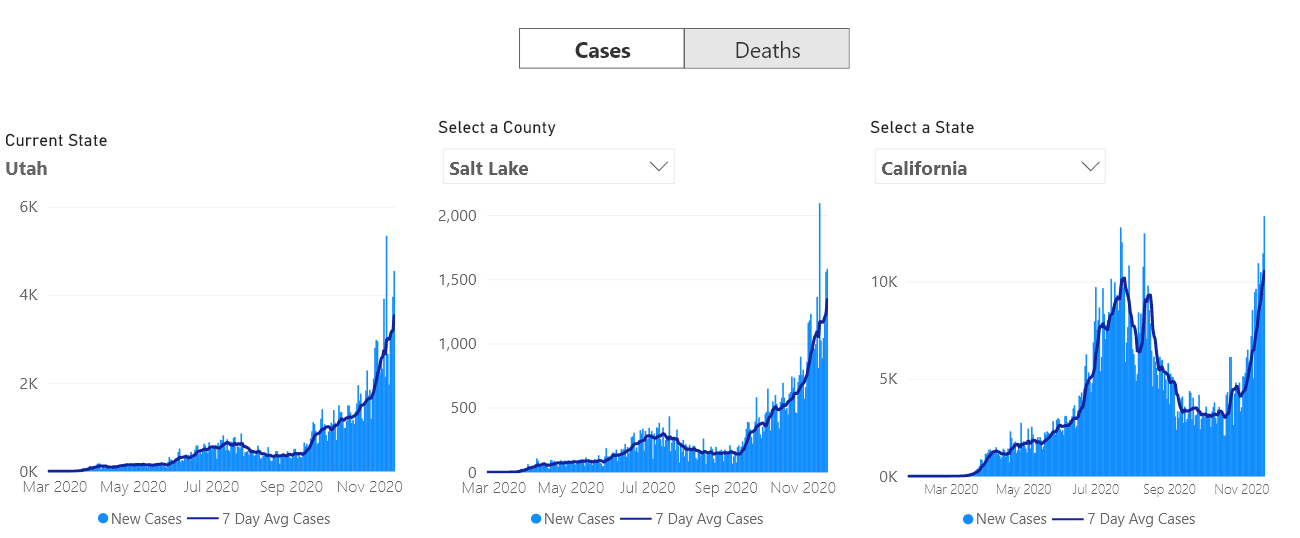 Cases
Deaths
Current State
Utah
6K
4K
2K
0K
Mar 2020 May 2020 Jul 2020 Sep 2020 Nov 2020
New Cases 7 Day Avg Cases
Select a County
Salt Lake
2,000
1,500
1,000
500
0
Mar 2020 May 2020 Jul 2020 Sep 2020 Nov 2020
New Cases 7 Day Avg Cases
Select a State
California
10K
5K
0K
Mar 2020 May 2020 Jul 2020 Sep 2020 Nov 2020
New Cases 7 Day Avg Cases